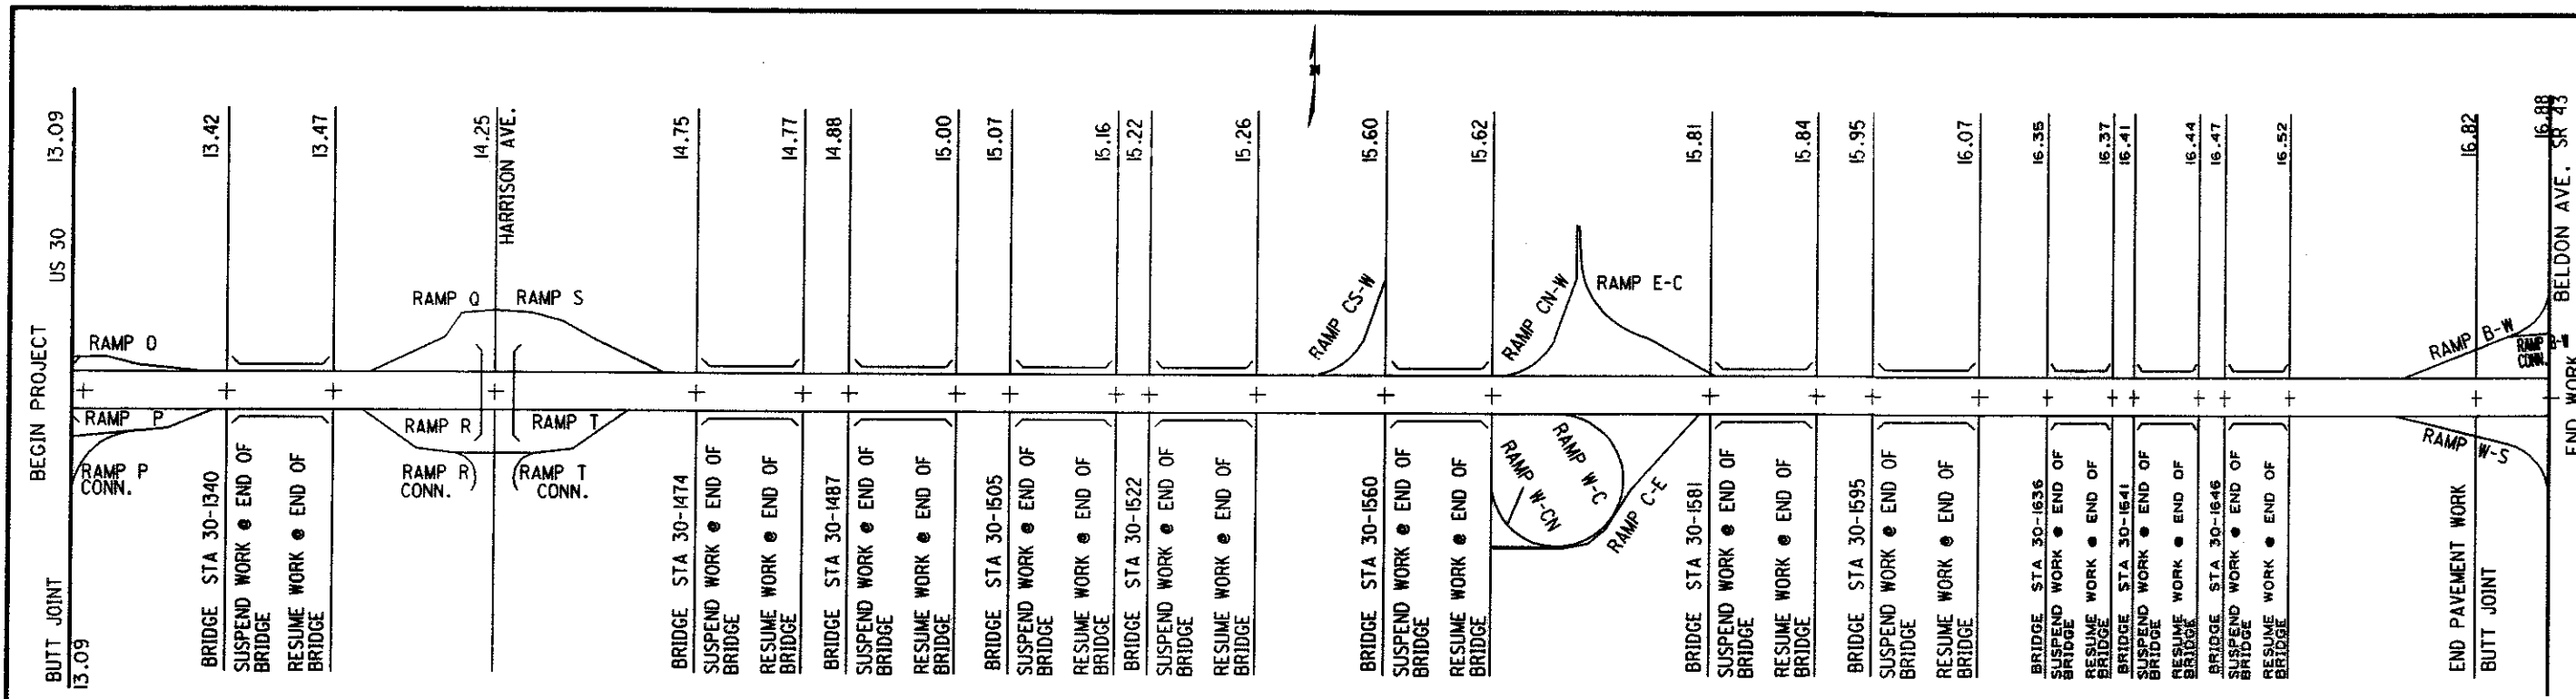 BEGIN PROJECT
US 30
13.09
13.42
13.47
14.25
HARRISON AVE.
14.75
14.77
14.88
15.00
15.07
15.16
15.22
15.26
15.60
15.62
15.81
15.84
15.95
16.07
16.35
16.37
16.41
16.44
16.47
16.52
16.82
16.88
BELDON AVE. SR 43
END WORK
RAMP O
RAMP Q
RAMP S
RAMP CS-W
RAMP CN-W
RAMP E-C
RAMP B-W
RAMP B-W
CONN.
RAMP P
RAMP P
CONN.
RAMP R
RAMP R
CONN.
RAMP T
RAMP T
CONN.
RAMP W-CN
RAMP W-C
RAMP C-E
RAMP W-S
BUTT JOINT
13.09
BRIDGE STA 30-1340
SUSPEND WORK @ END OF
BRIDGE
RESUME WORK @ END OF
BRIDGE
BRIDGE STA 30-1474
SUSPEND WORK @ END OF
BRIDGE
RESUME WORK @ END OF
BRIDGE
BRIDGE STA 30-1487
SUSPEND WORK @ END OF
BRIDGE
RESUME WORK @ END OF
BRIDGE
BRIDGE STA 30-1505
SUSPEND WORK @ END OF
BRIDGE
RESUME WORK @ END OF
BRIDGE
BRIDGE STA 30-1522
SUSPEND WORK @ END OF
BRIDGE
RESUME WORK @ END OF
BRIDGE
BRIDGE STA 30-1560
SUSPEND WORK @ END OF
BRIDGE
RESUME WORK @ END OF
BRIDGE
BRIDGE STA 30-1581
SUSPEND WORK @ END OF
BRIDGE
RESUME WORK @ END OF
BRIDGE
BRIDGE STA 30-1595
SUSPEND WORK @ END OF
BRIDGE
RESUME WORK @ END OF
BRIDGE
BRIDGE STA 30-1636
SUSPEND WORK @ END OF
BRIDGE
RESUME WORK @ END OF
BRIDGE
BRIDGE STA 30-1641
SUSPEND WORK @ END OF
BRIDGE
RESUME WORK @ END OF
BRIDGE
BRIDGE STA 30-1646
SUSPEND WORK @ END OF
BRIDGE
RESUME WORK @ END OF
BRIDGE
END PAVEMENT WORK
BUTT JOINT